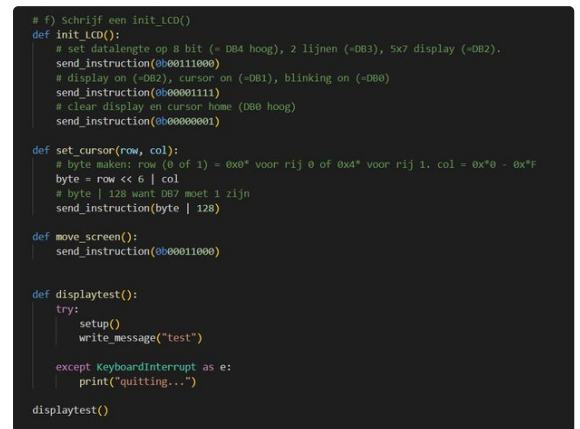 # f) Schrijf een init_LCD()
def init_LCD():
# set datalengte op 8 bit (= DB4 hoog), 2 lijnen (=DB3), 5x7 display (=DB2).
send_instruction(0b00111000)
# display on (=DB2), cursor on (=DB1), blinking on (=DB0)
send_instruction(0b00001111)
# clear display en cursor home (DB0 hoog)
send_instruction(0b00000001)
def set_cursor(row, col):
# byte maken: row (0 of 1) = 0x0* voor rij 0 of 0x4* voor rij 1. col = 0x*0 - 0x*F
byte = row << 6 | col
# byte | 128 want DB7 moet 1 zijn
send_instruction(byte | 128)
def move_screen():
send_instruction(0b00011000)
def displaytest():
try:
setup()
write_message("test")
except KeyboardInterrupt as e:
print("quitting...")
displaytest()